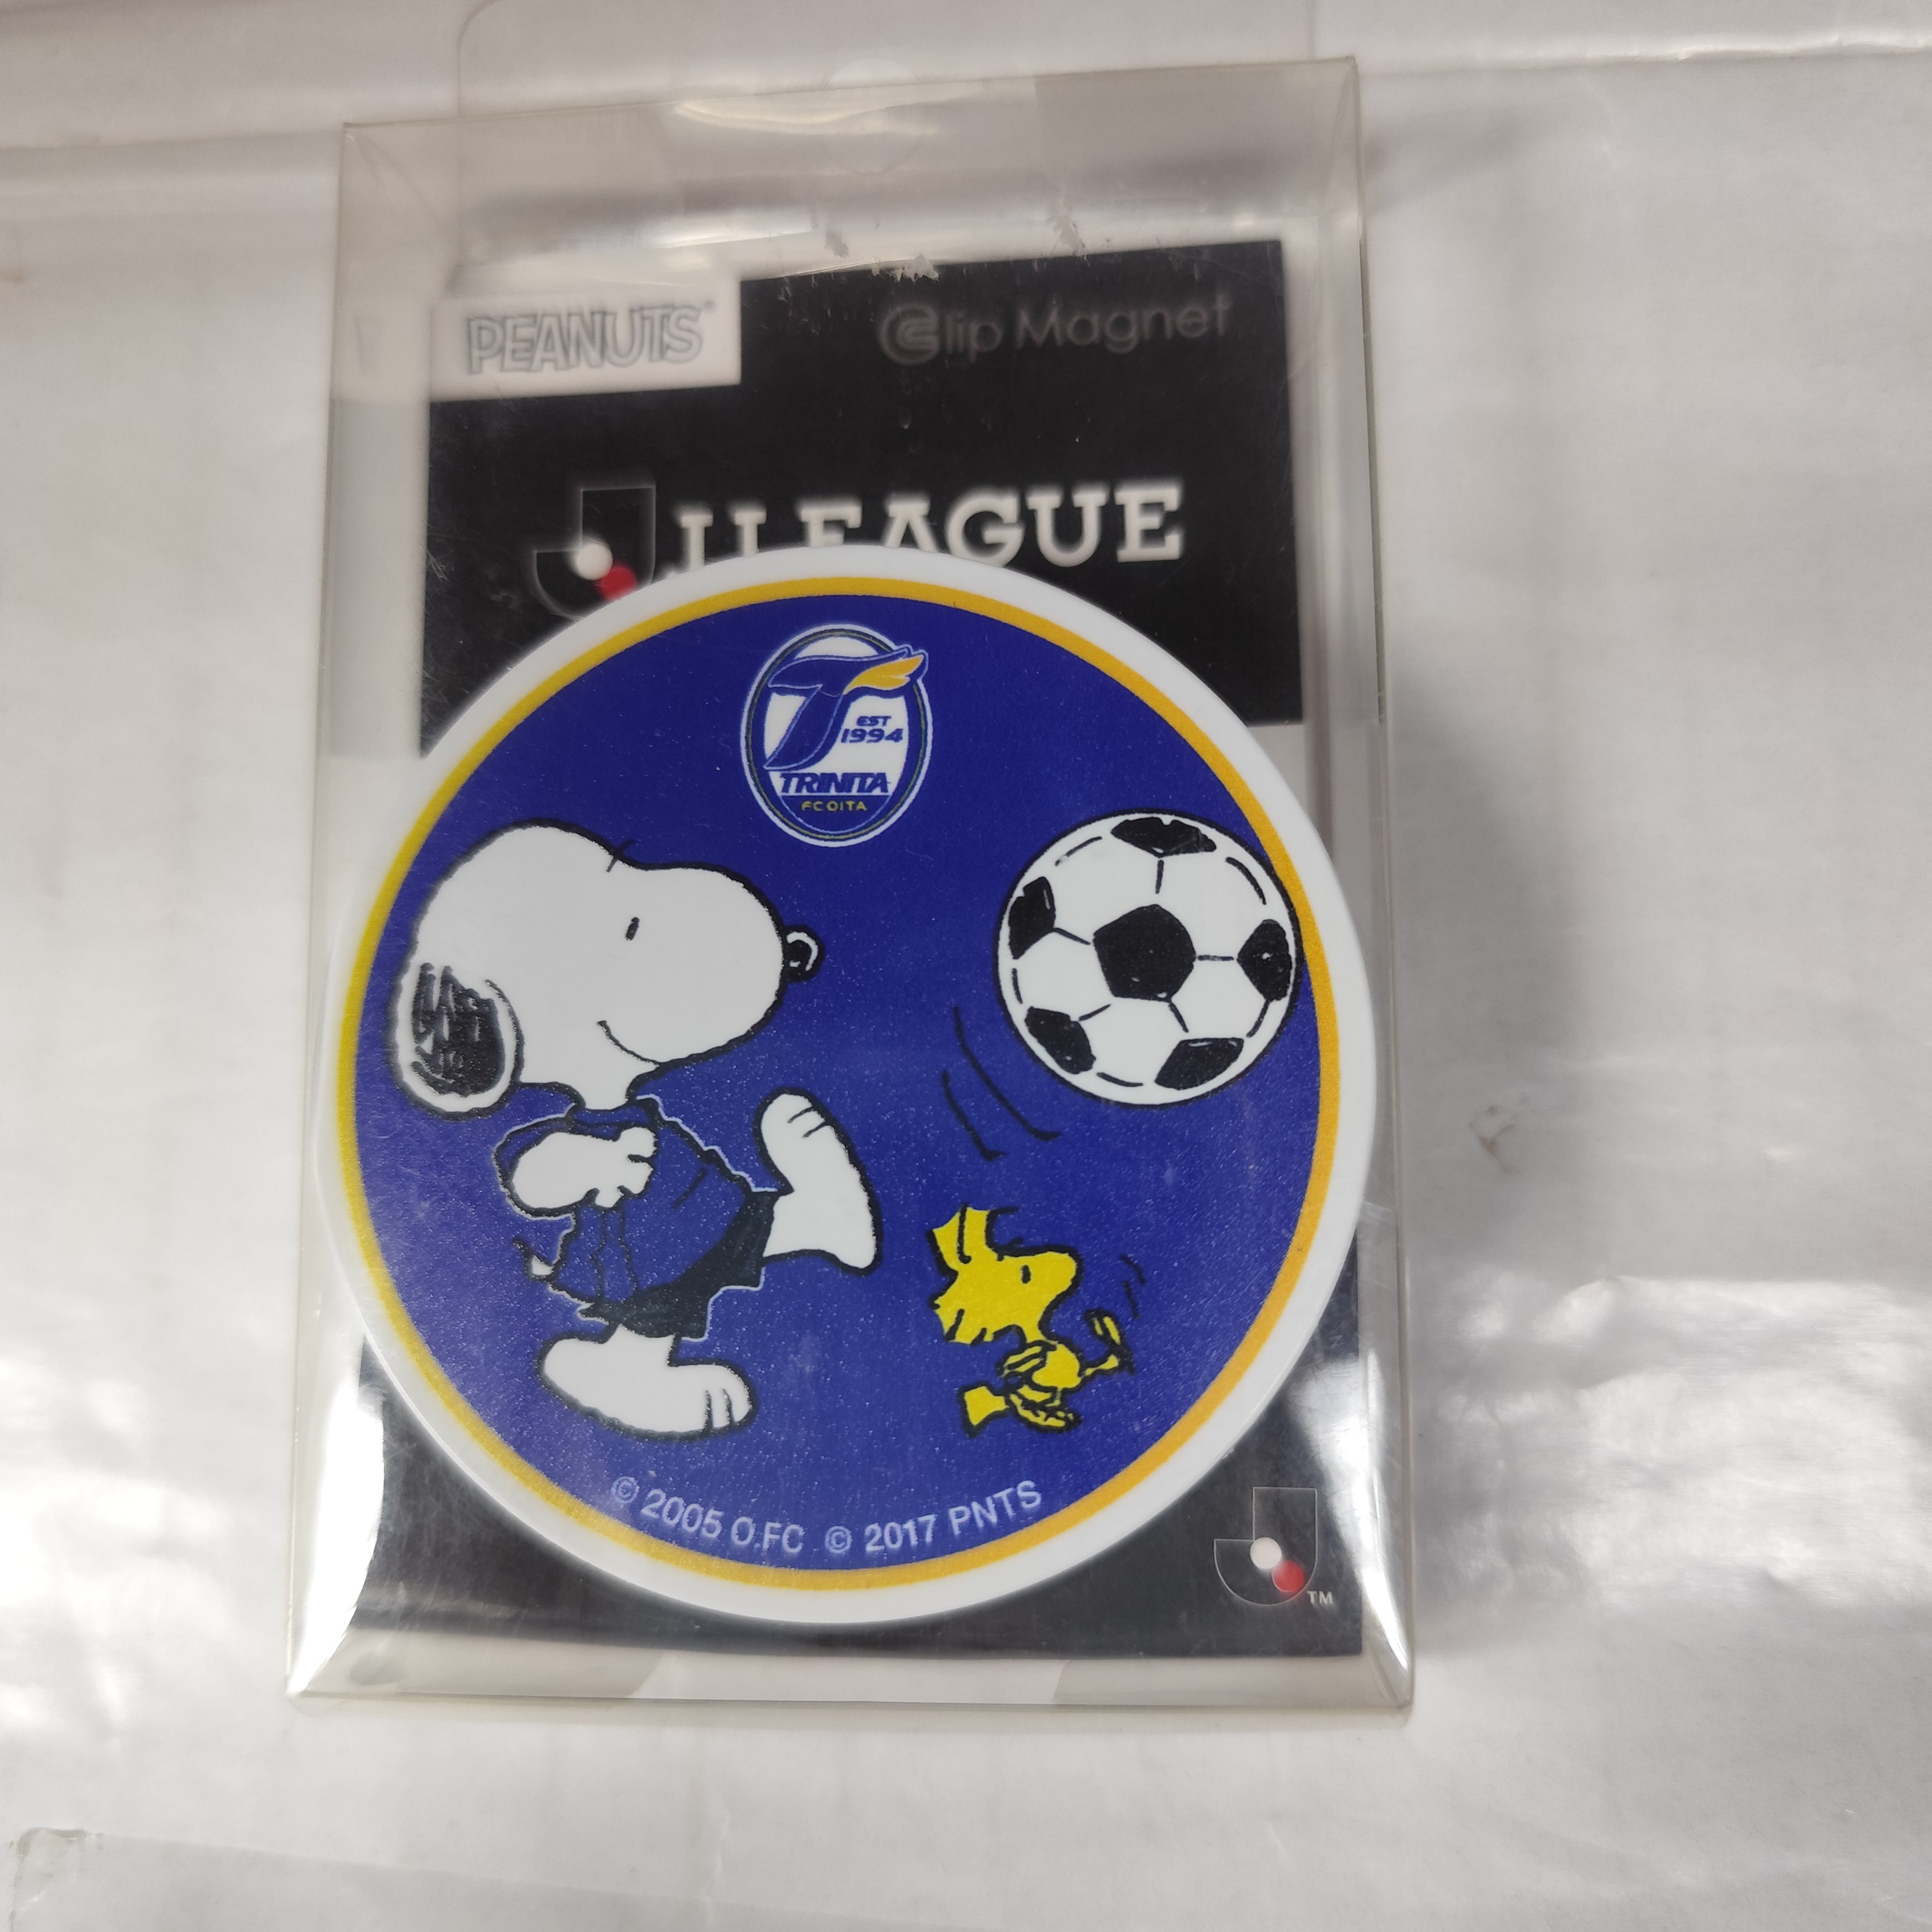 PEANUTS®
Clip Magnet
J.LEAGUE
EST
1994
TRINITA
FC OITA
© 2005 O.FC © 2017 PNTS
TM